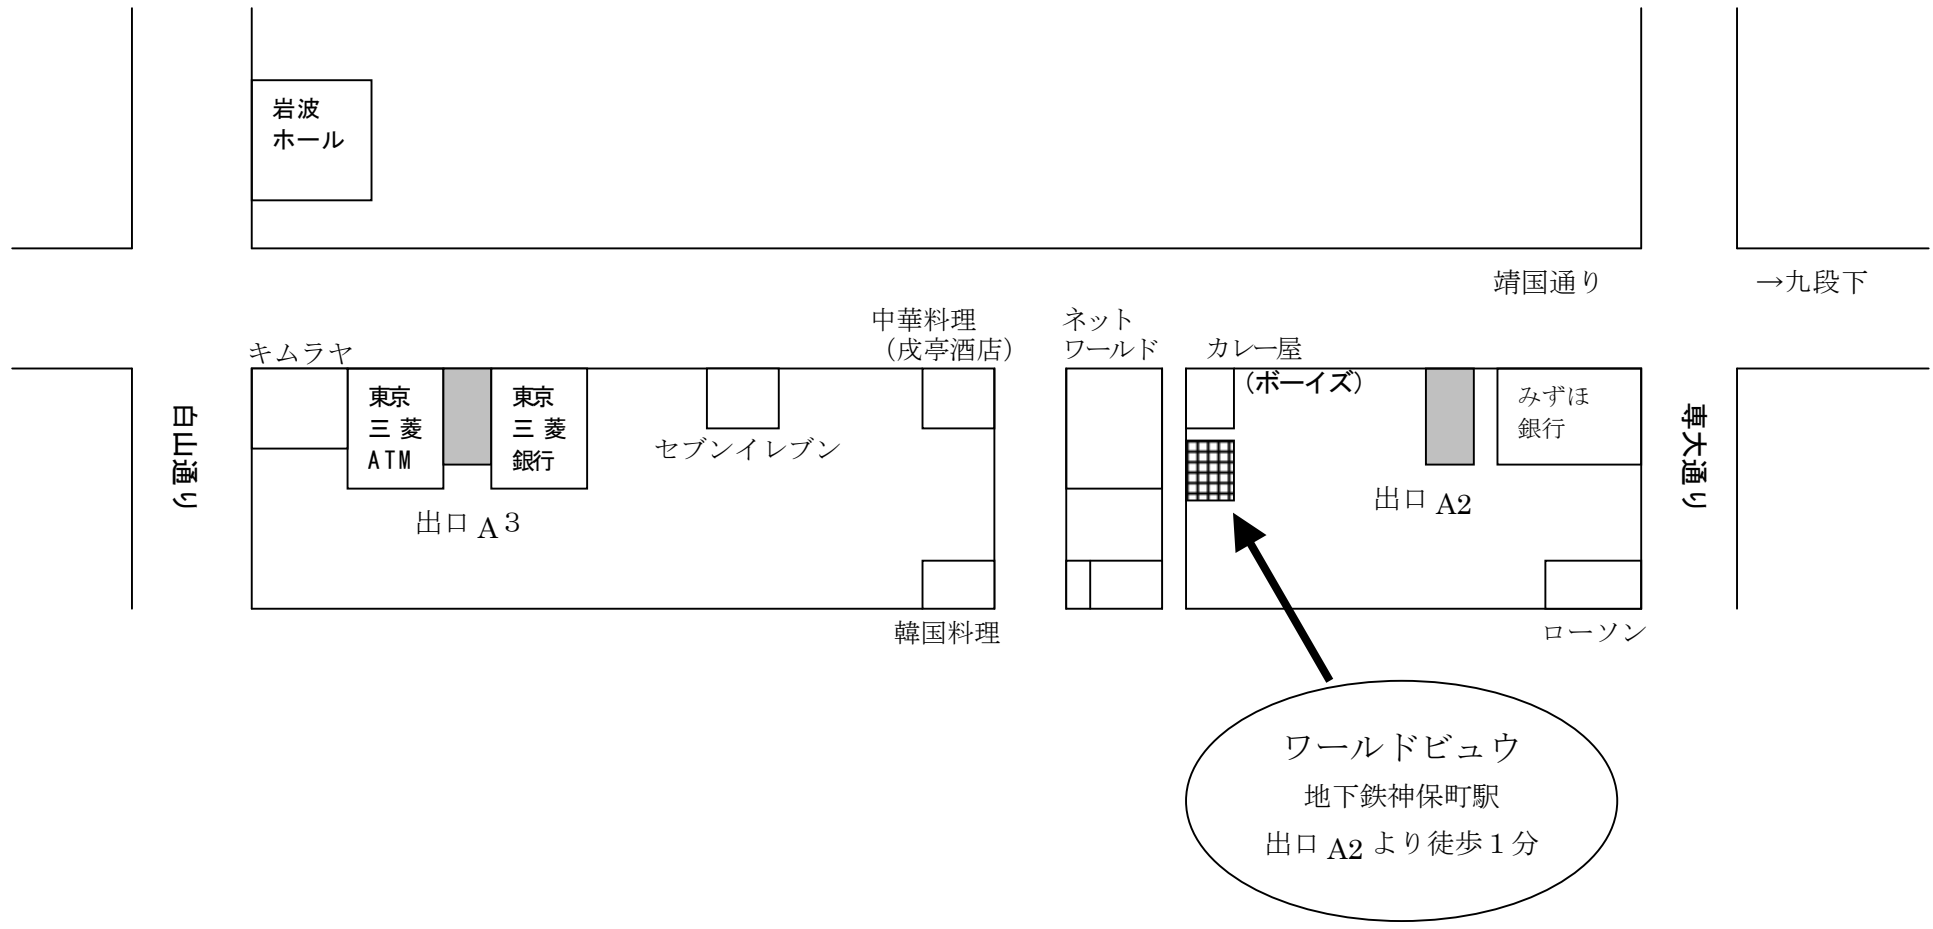 岩波
ホール
靖国通り
→九段下
中華料理
（戌亭酒店）
ネット
ワールド
カレー屋
（ボーイズ）
キムラヤ
東京
三菱
ATM
東京
三菱
銀行
セブンイレブン
みずほ
銀行
白山通り
専大通り
出口 A３
出口 A2
韓国料理
ローソン
ワールドビュウ
地下鉄神保町駅
出口 A2 より徒歩１分